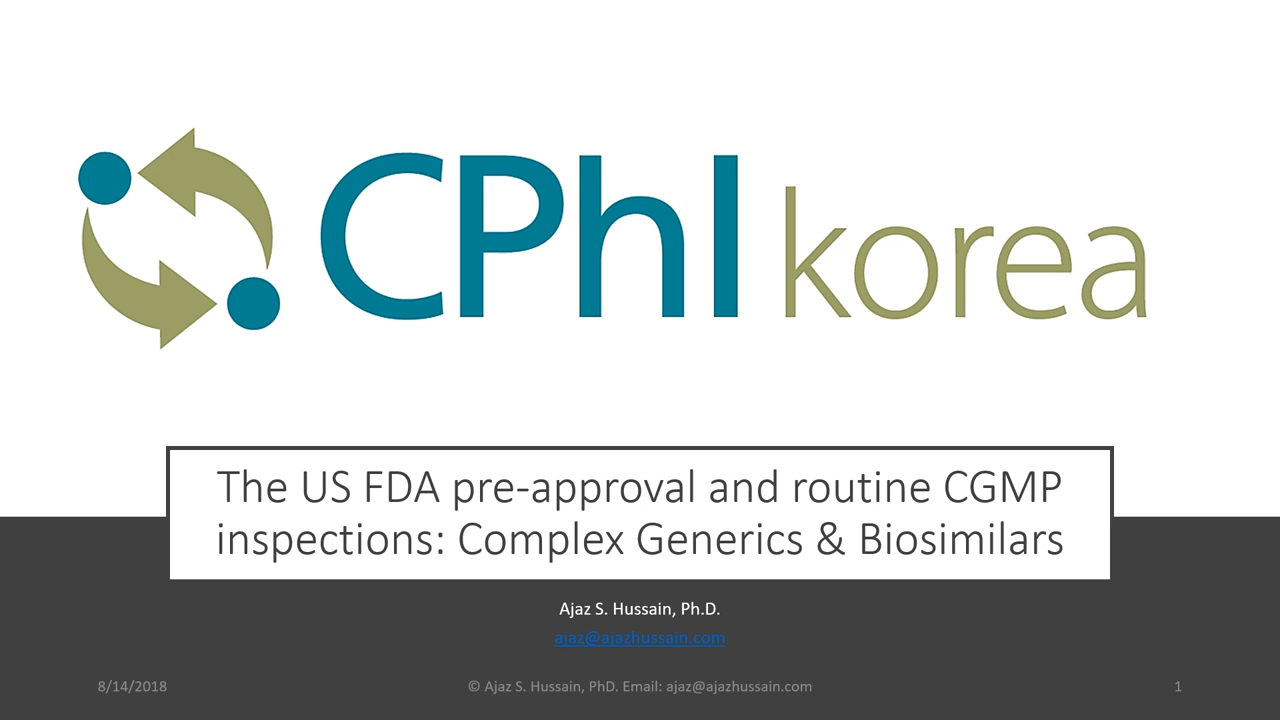 CPhI korea
The US FDA pre-approval and routine CGMP
inspections: Complex Generics & Biosimilars
Ajaz S. Hussain, Ph.D.
ajaz@ajazhussain.com
8/14/2018
© Ajaz S. Hussain, PhD. Email: ajaz@ajazhussain.com
1